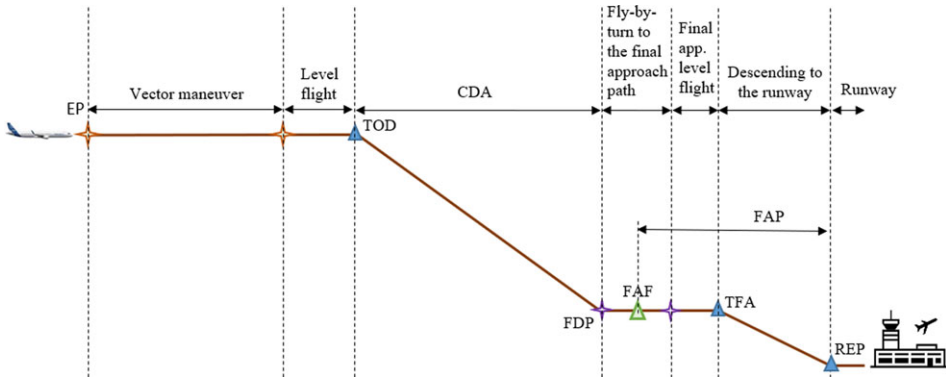 EP
Vector maneuver
Level
flight
CDA
Fly-by-
turn to
the final
approach
path
Final
app.
level
flight
Descending to
the runway
Runway
TOD
FAP
FDP
FAF
TFA
REP